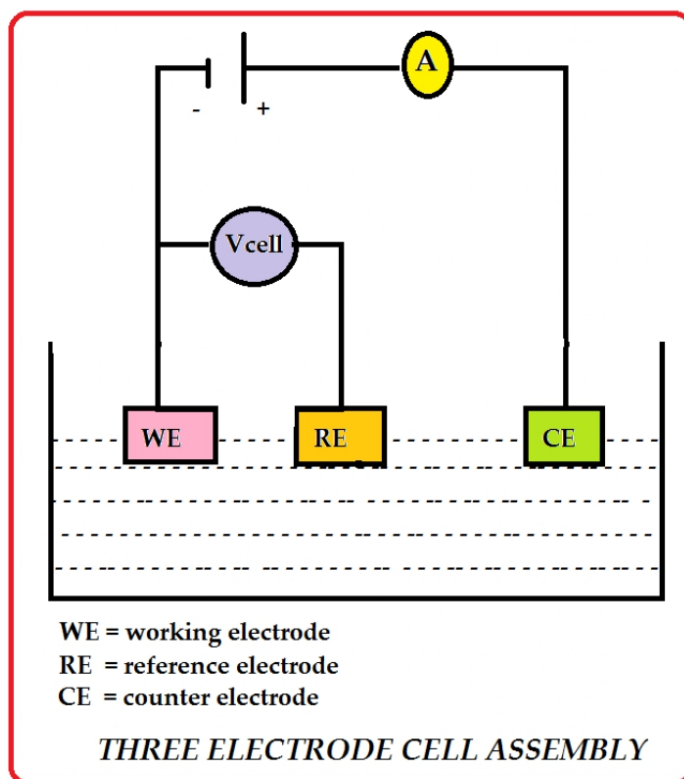 A
- +
Vcell
WE RE CE
WE = working electrode
RE = reference electrode
CE = counter electrode
THREE ELECTRODE CELL ASSEMBLY